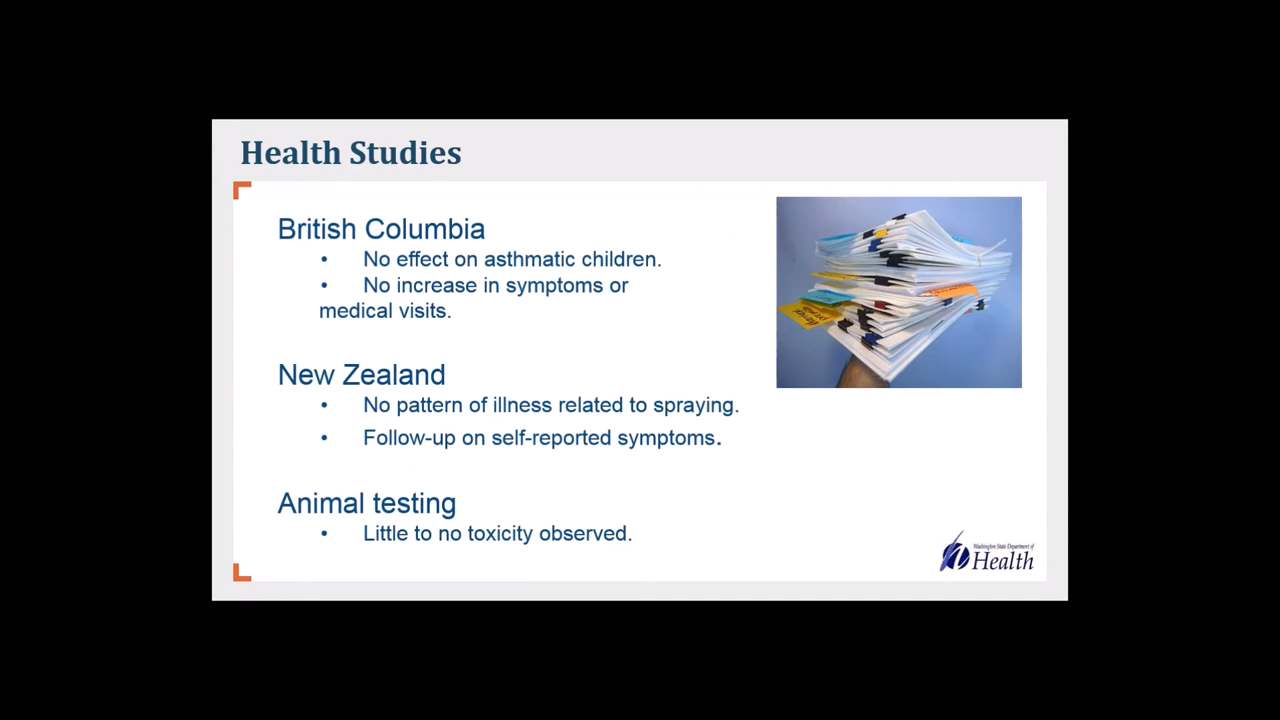 Health Studies
British Columbia
• No effect on asthmatic children.
• No increase in symptoms or
medical visits.
New Zealand
• No pattern of illness related to spraying.
• Follow-up on self-reported symptoms.
Animal testing
• Little to no toxicity observed.
Washington State Department of
Health